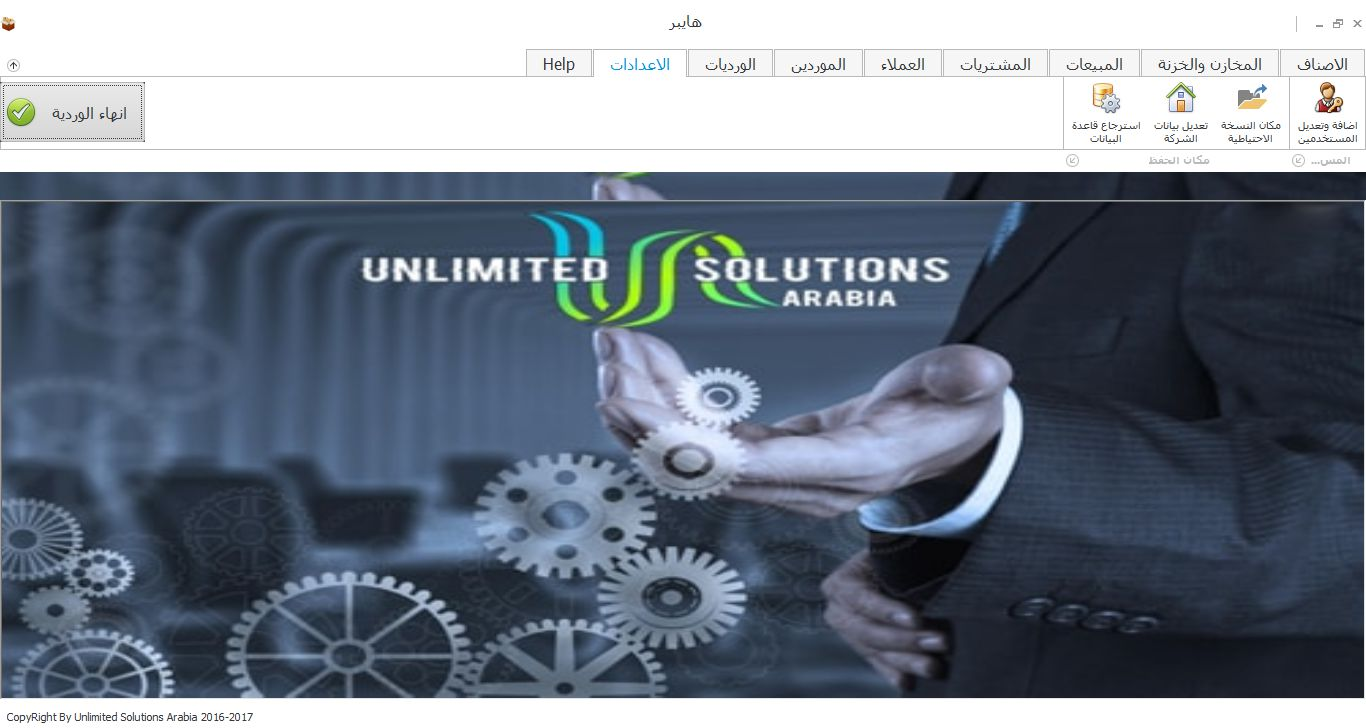 هايبر
الاصناف
المخازن والخزنة
المبيعات
المشتريات
العملاء
الموردين
الورديات
الاعدادات
Help
اضافة وتعديل
المستخدمين
مكان النسخة
الاحتياطية
تعديل بيانات
الشركة
استرجاع قاعدة
البيانات
انهاء الوردية
المس...
مكان الحفظ
UNLIMITED SOLUTIONS
ARABIA
CopyRight By Unlimited Solutions Arabia 2016-2017